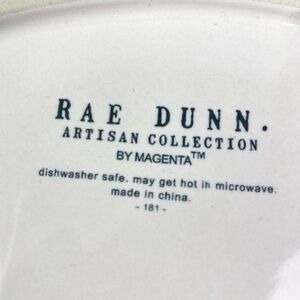 RAE DUNN.
ARTISAN COLLECTION
BY MAGENTA™
dishwasher safe. may get hot in microwave.
made in china.
- 181 -